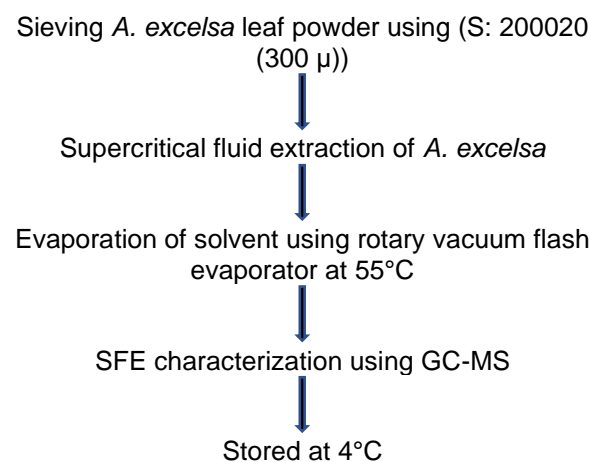 Sieving A. excelsa leaf powder using (S: 200020
(300 µ))
Supercritical fluid extraction of A. excelsa
Evaporation of solvent using rotary vacuum flash
evaporator at 55°C
SFE characterization using GC-MS
Stored at 4°C